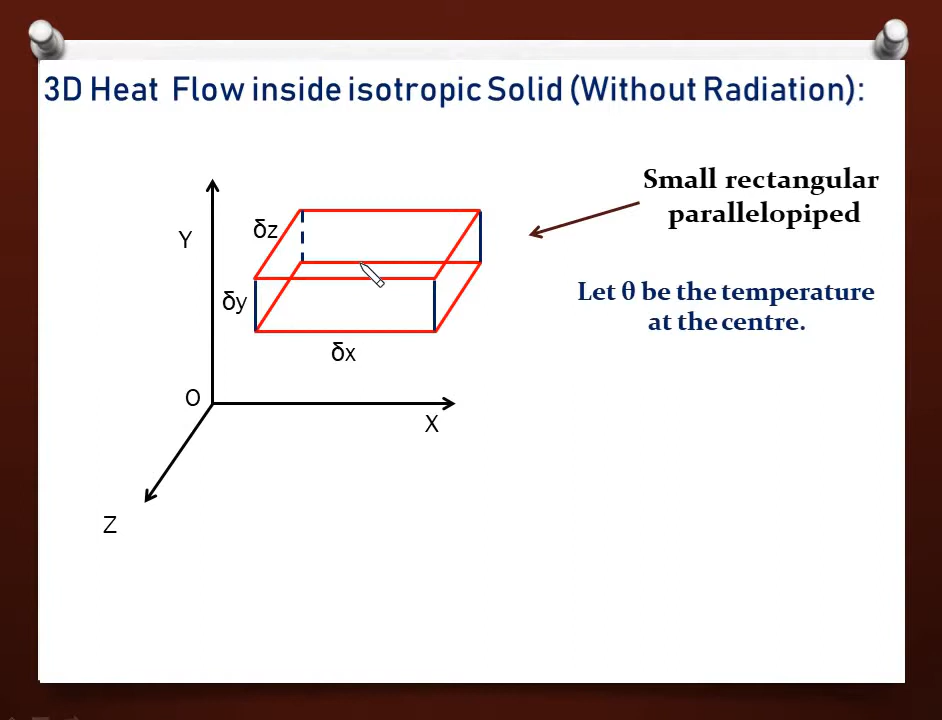 3D Heat Flow inside isotropic Solid (Without Radiation):
Small rectangular
parallelopiped
δz
Y
δy
Let θ be the temperature
at the centre.
δx
O
X
Z